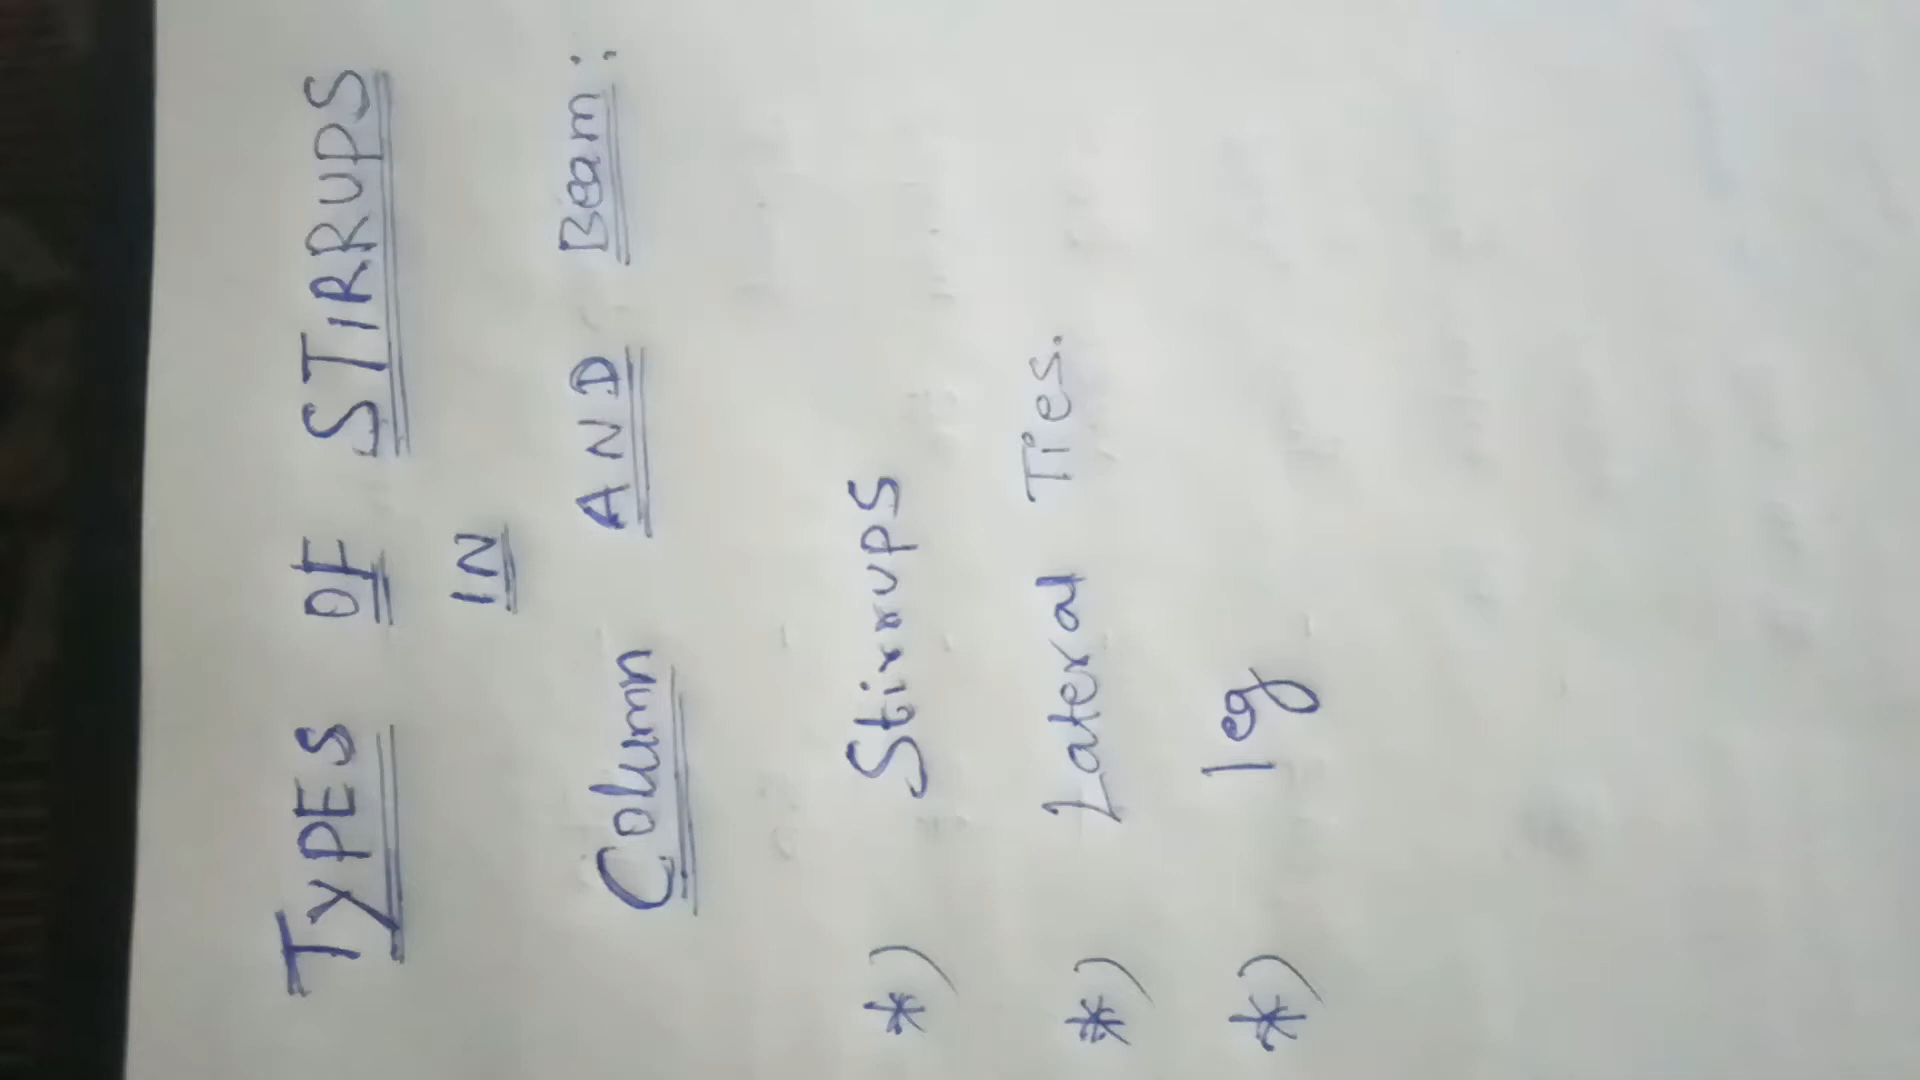 TYPES OF STIRRUPS
IN
Column AND Beam:
*) Stirrups
*) Lateral Ties.
*) leg